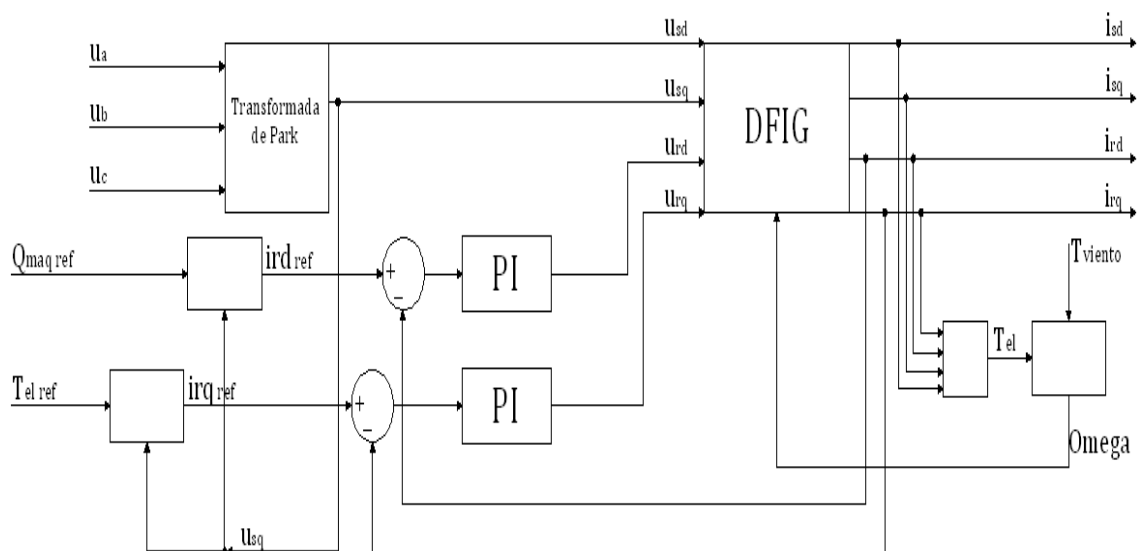 ua
ub
uc
Transformada
de Park
usd
usq
urd
urq
DFIG
isd
isq
ird
irq
Qmaq ref
ird ref
+
−
PI
Tviento
Tel
Tel ref
irq ref
+
−
PI
Omega
usq